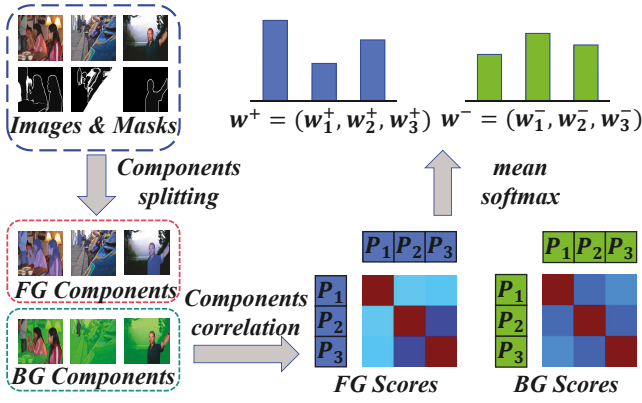 w⁺ = (w₁⁺, w₂⁺, w₃⁺) w⁻ = (w₁⁻, w₂⁻, w₃⁻)
Images & Masks
Components
splitting
mean
softmax
FG Components
BG Components
Components
correlation
P₁ P₂ P₃
P₁
P₂
P₃
FG Scores
P₁ P₂ P₃
P₁
P₂
P₃
BG Scores